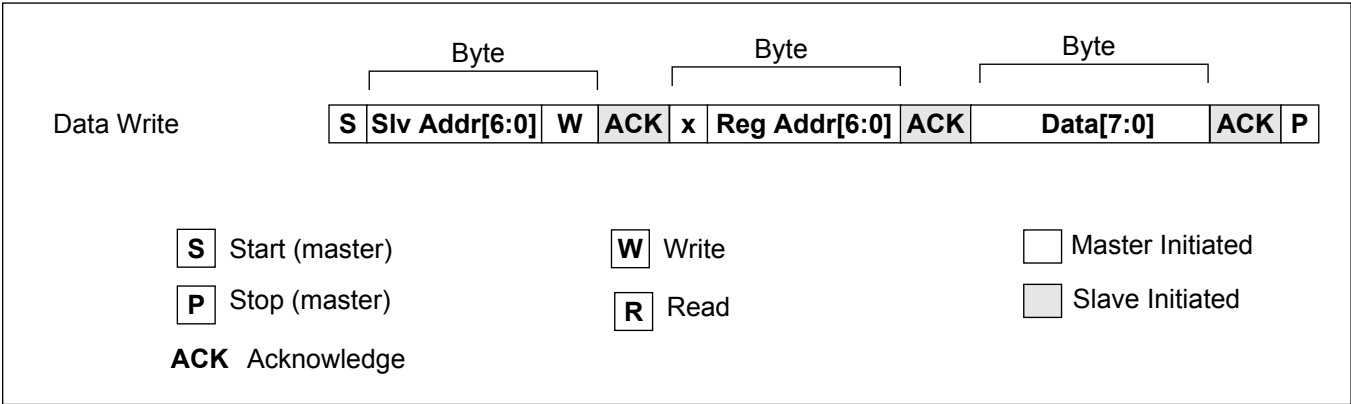 Byte Byte Byte
Data Write S Slv Addr[6:0] W ACK x Reg Addr[6:0] ACK Data[7:0] ACK P
S Start (master) W Write Master Initiated
P Stop (master) R Read Slave Initiated
ACK Acknowledge